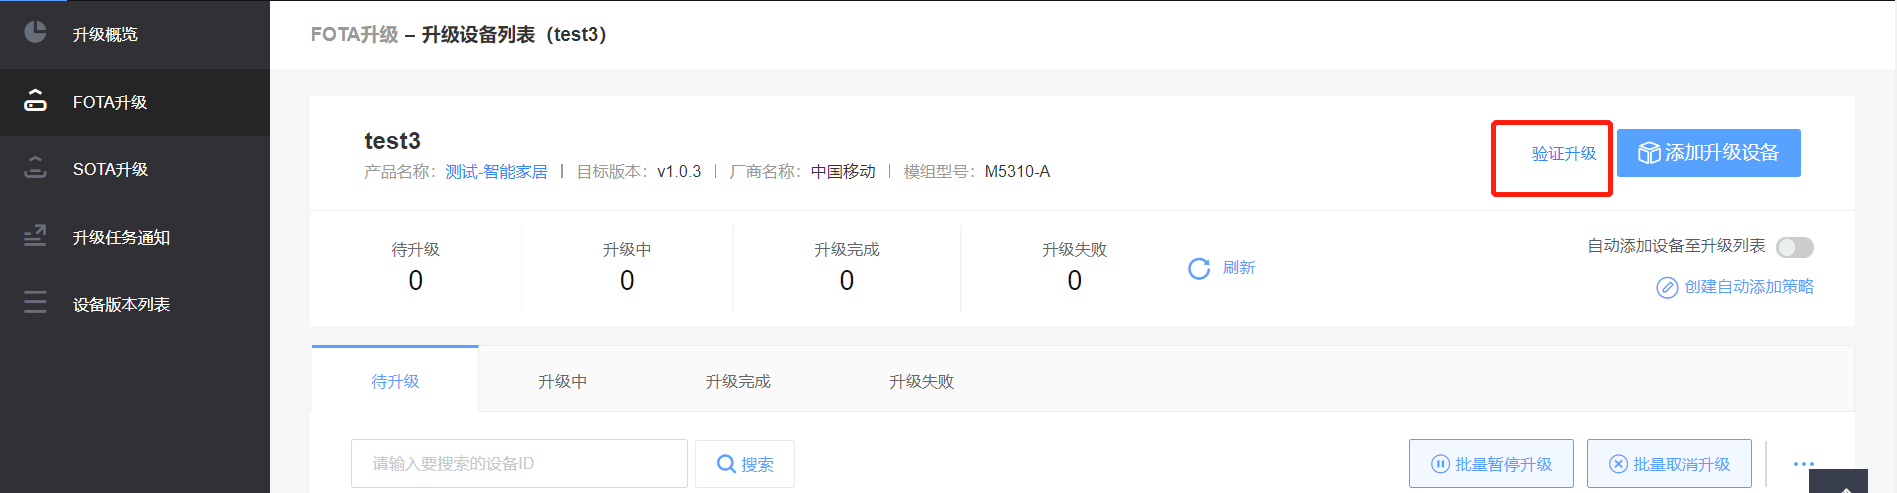 升级概览
FOTA升级
SOTA升级
升级任务通知
设备版本列表
FOTA升级 – 升级设备列表（test3）
test3
产品名称：测试-智能家居 | 目标版本：v1.0.3 | 厂商名称：中国移动 | 模组型号：M5310-A
验证升级
添加升级设备
待升级 升级中 升级完成 升级失败
0 0 0 0
刷新
自动添加设备至升级列表
创建自动添加策略
待升级 升级中 升级完成 升级失败
请输入要搜索的设备ID 搜索 批量暂停升级 批量取消升级 ...